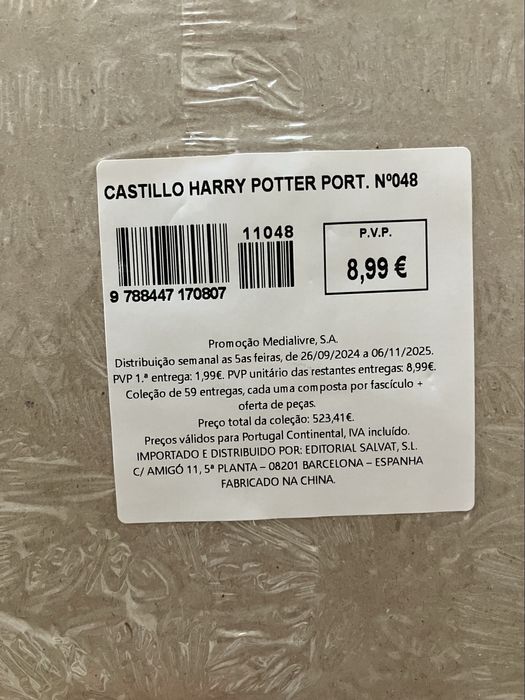 CASTILLO HARRY POTTER PORT. Nº048
11048
P.V.P.
8,99 €
9 788447 170807
Promoção Medialivre, S.A.
Distribuição semanal as 5as feiras, de 26/09/2024 a 06/11/2025.
PVP 1.ª entrega: 1,99€. PVP unitário das restantes entregas: 8,99€.
Coleção de 59 entregas, cada uma composta por fascículo +
oferta de peças.
Preço total da coleção: 523,41€.
Preços válidos para Portugal Continental, IVA incluído.
IMPORTADO E DISTRIBUIDO POR: EDITORIAL SALVAT, S.L.
C/ AMIGÓ 11, 5ª PLANTA – 08201 BARCELONA – ESPANHA
FABRICADO NA CHINA.